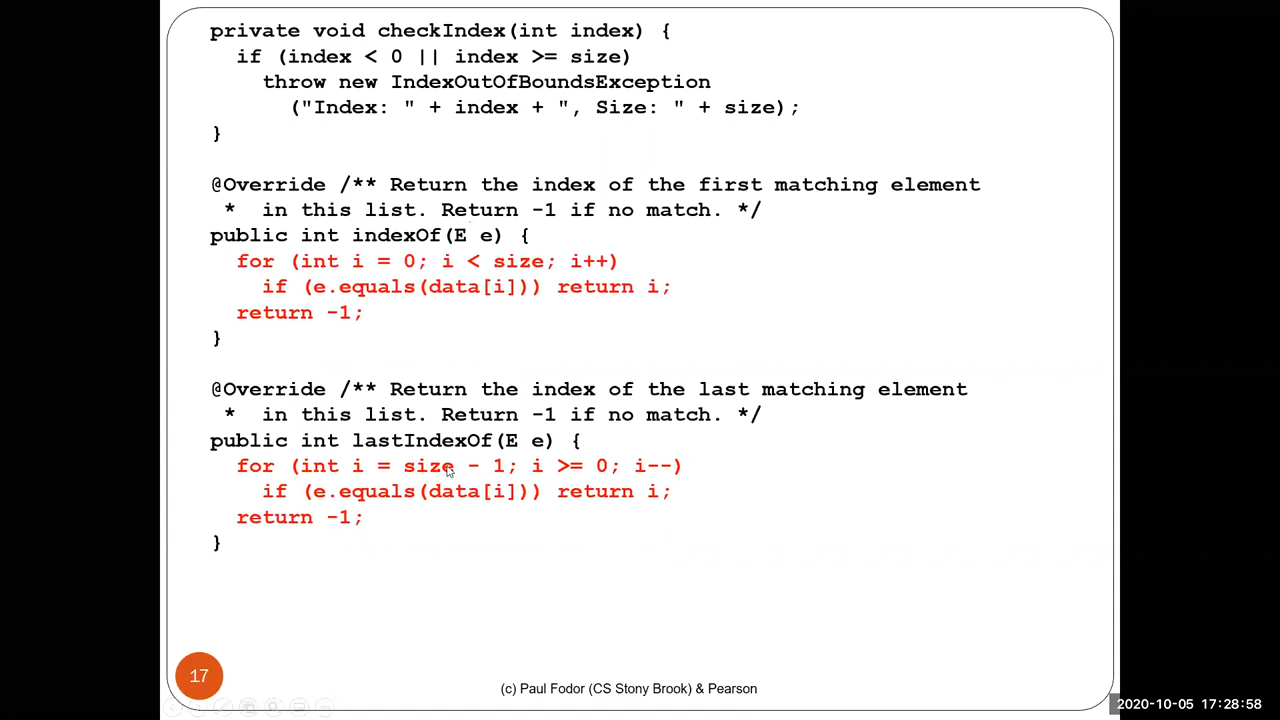 private void checkIndex(int index) {
if (index < 0 || index >= size)
throw new IndexOutOfBoundsException
("Index: " + index + ", Size: " + size);
}
@Override /** Return the index of the first matching element
* in this list. Return -1 if no match. */
public int indexOf(E e) {
for (int i = 0; i < size; i++)
if (e.equals(data[i])) return i;
return -1;
}
@Override /** Return the index of the last matching element
* in this list. Return -1 if no match. */
public int lastIndexOf(E e) {
for (int i = size - 1; i >= 0; i--)
if (e.equals(data[i])) return i;
return -1;
}
17
(c) Paul Fodor (CS Stony Brook) & Pearson
2020-10-05 17:28:58